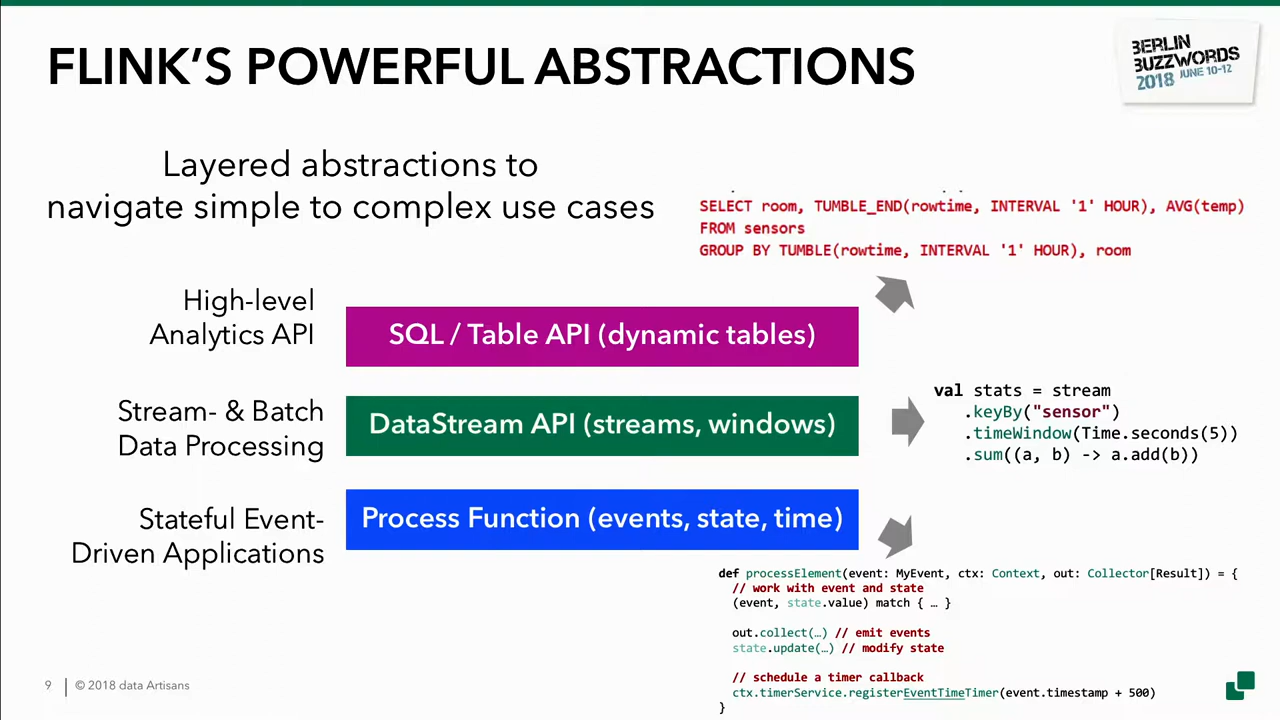 FLINK'S POWERFUL ABSTRACTIONS
BERLIN
BUZZWORDS
2018 JUNE 10-12
Layered abstractions to
navigate simple to complex use cases
SELECT room, TUMBLE_END(rowtime, INTERVAL '1' HOUR), AVG(temp)
FROM sensors
GROUP BY TUMBLE(rowtime, INTERVAL '1' HOUR), room
High-level
Analytics API
SQL / Table API (dynamic tables)
Stream- & Batch
Data Processing
DataStream API (streams, windows)
val stats = stream
.keyBy("sensor")
.timeWindow(Time.seconds(5))
.sum((a, b) -> a.add(b))
Stateful Event-
Driven Applications
Process Function (events, state, time)
def processElement(event: MyEvent, ctx: Context, out: Collector[Result]) = {
// work with event and state
(event, state.value) match { … }
out.collect(…) // emit events
state.update(…) // modify state
// schedule a timer callback
ctx.timerService.registerEventTimeTimer(event.timestamp + 500)
}
9
© 2018 data Artisans